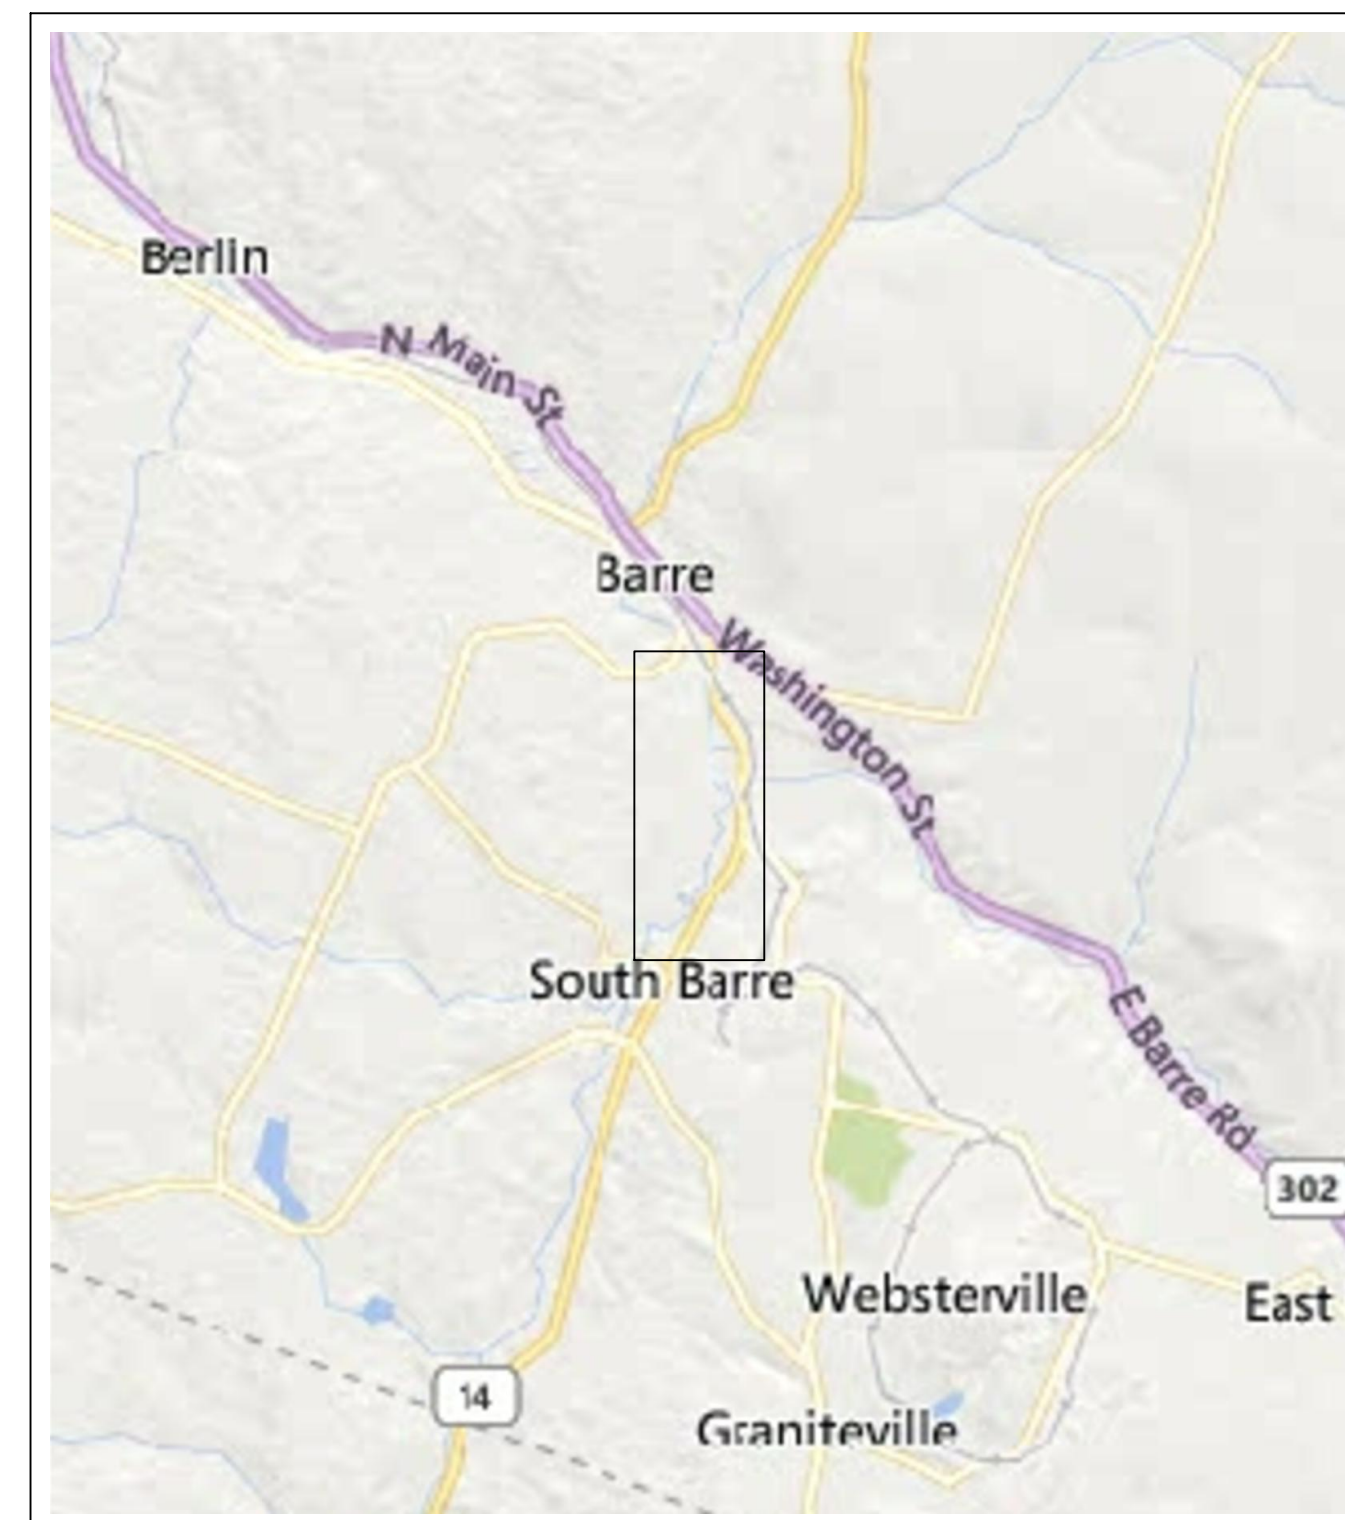 Berlin
N Main St
Barre
Washington St
South Barre
E Barre Rd
302
Websterville
East
14
Graniteville